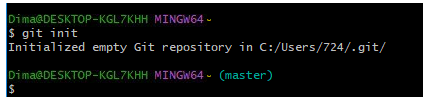 Dima@DESKTOP-KGL7KHH MINGW64 ~
$ git init
Initialized empty Git repository in C:/Users/724/.git/
Dima@DESKTOP-KGL7KHH MINGW64 ~ (master)
$